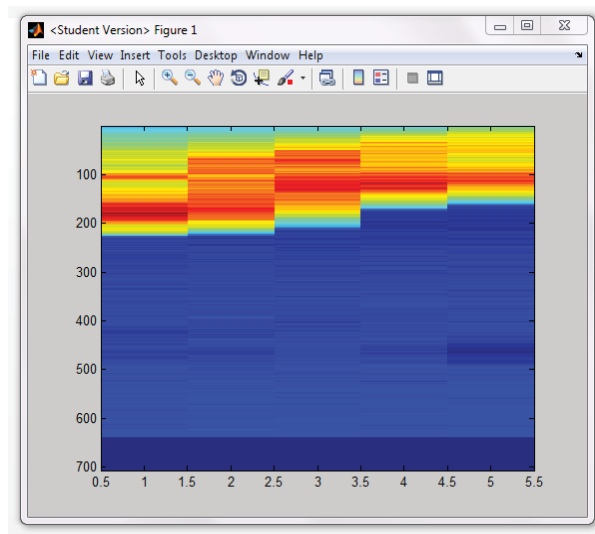 <Student Version> Figure 1
File Edit View Insert Tools Desktop Window Help
100
200
300
400
500
600
700
0.5 1 1.5 2 2.5 3 3.5 4 4.5 5 5.5